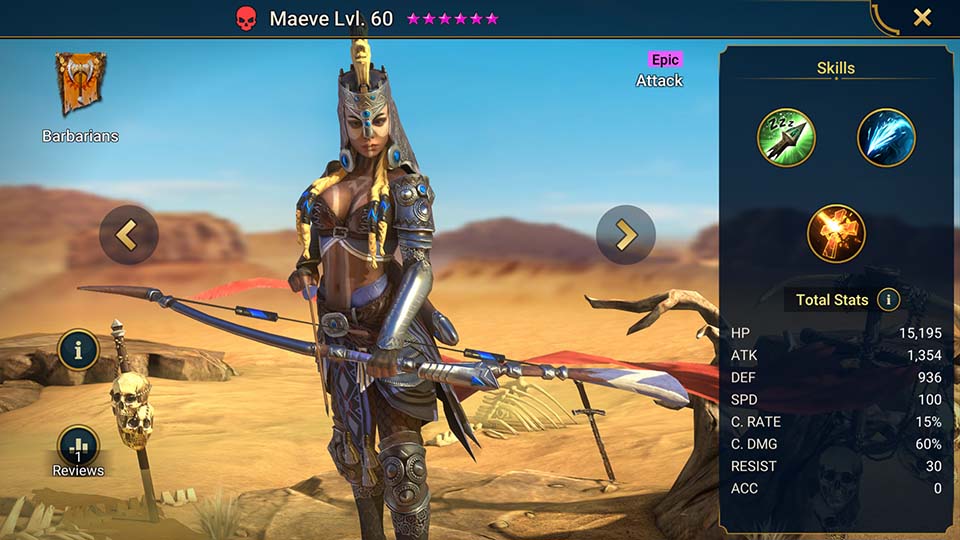 Maeve Lvl. 60
Barbarians
Epic
Attack
Skills
ZZZ
Total Stats
i
HP 15,195
ATK 1,354
DEF 936
SPD 100
C. RATE 15%
C. DMG 60%
RESIST 30
ACC 0
i
1
Reviews